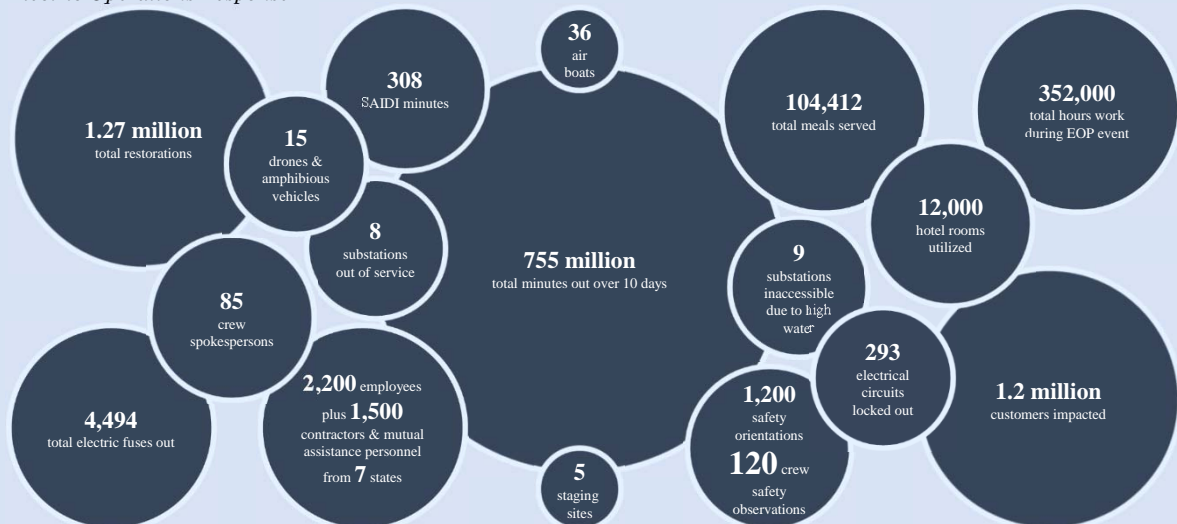 36
air
boats
308
SAIDI minutes
1.27 million
total restorations
15
drones &
amphibious
vehicles
104,412
total meals served
352,000
total hours work
during EOP event
12,000
hotel rooms
utilized
8
substations
out of service
755 million
total minutes out over 10 days
9
substations
inaccessible
due to high
water
85
crew
spokespersons
293
electrical
circuits
locked out
1.2 million
customers impacted
4,494
total electric fuses out
2,200 employees
plus 1,500
contractors & mutual
assistance personnel
from 7 states
1,200
safety
orientations
120 crew
safety
observations
5
staging
sites